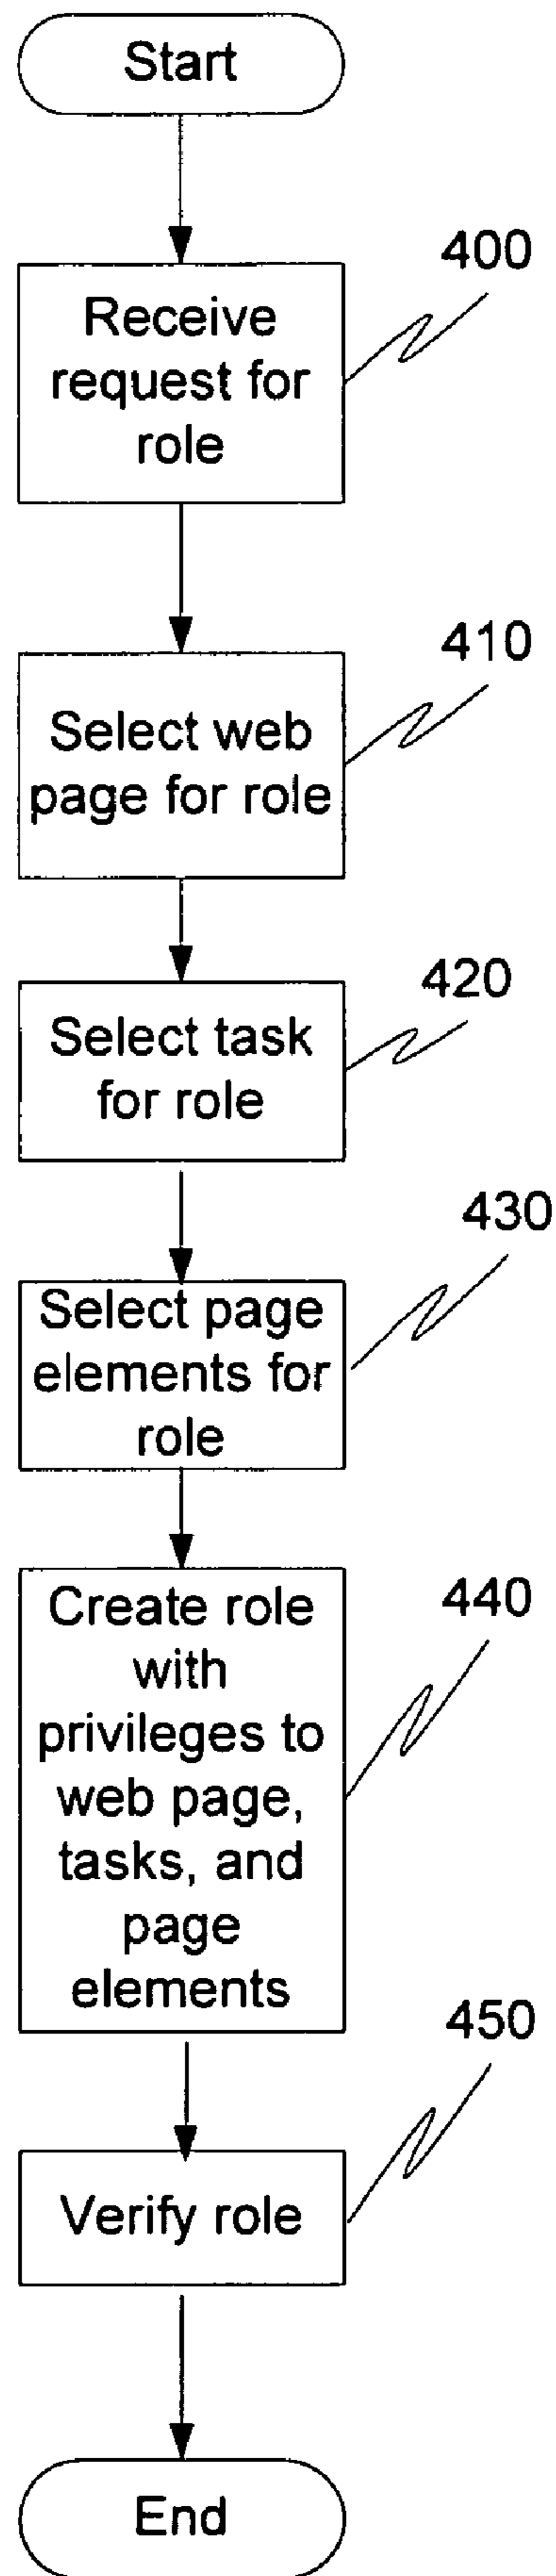 Start
400
Receive
request for
role
410
Select web
page for role
420
Select task
for role
430
Select page
elements for
role
440
Create role
with
privileges to
web page,
tasks, and
page
elements
450
Verify role
End